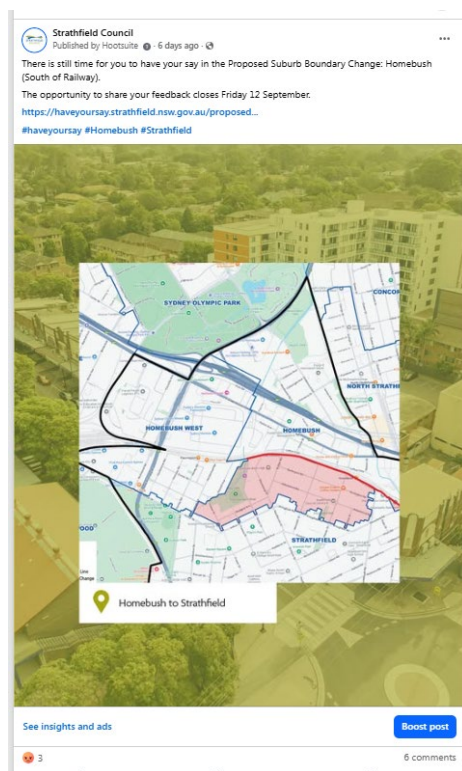 Strathfield Council
Published by Hootsuite · 6 days ago ·
There is still time for you to have your say in the Proposed Suburb Boundary Change: Homebush
(South of Railway).
The opportunity to share your feedback closes Friday 12 September.
https://haveyoursay.strathfield.nsw.gov.au/proposed...
#haveyoursay #Homebush #Strathfield
SYDNEY OLYMPIC PARK
CONCOR
NORTH STRATH
HOMEBUSH WEST
HOMEBUSH
STRATHFIELD
OOD
Line
Change
Homebush to Strathfield
See insights and ads
Boost post
3
6 comments